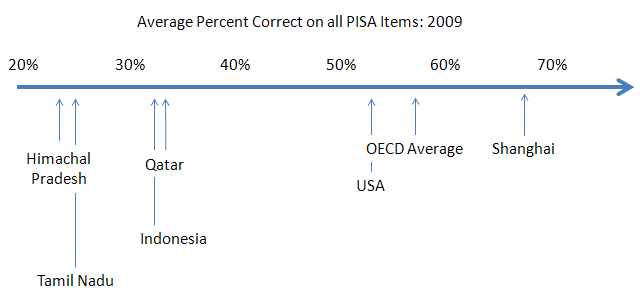 Average Percent Correct on all PISA Items: 2009
20% 30% 40% 50% 60% 70%
Himachal
Pradesh
Qatar
OECD Average
Shanghai
USA
Indonesia
Tamil Nadu